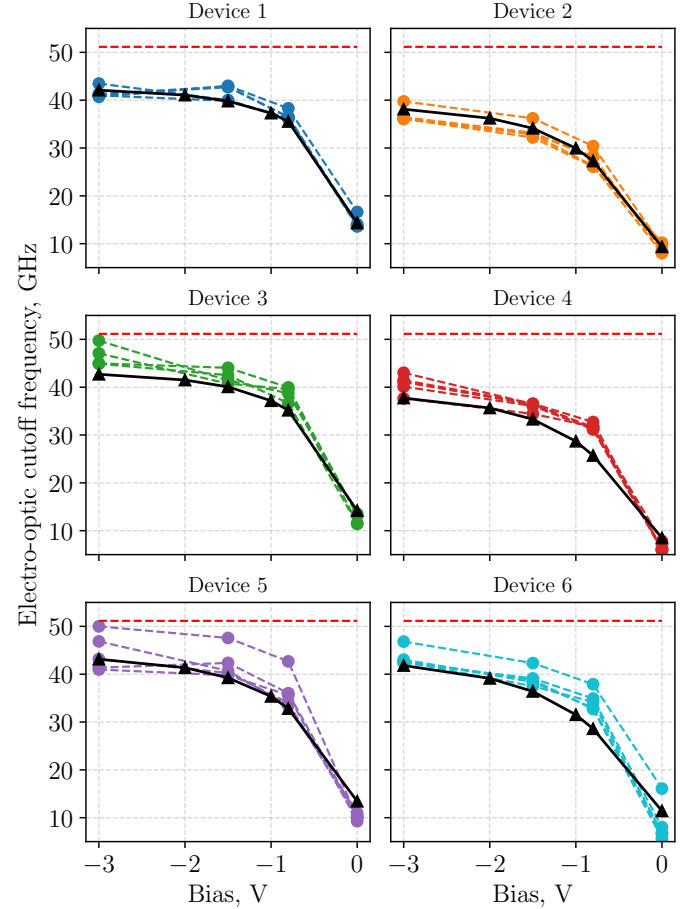 Device 1
Device 2
50
40
30
20
10
Device 3
Device 4
50
40
30
20
10
Electro-optic cutoff frequency, GHz
Device 5
Device 6
50
40
30
20
10
−3
−2
−1
0
−3
−2
−1
0
Bias, V
Bias, V